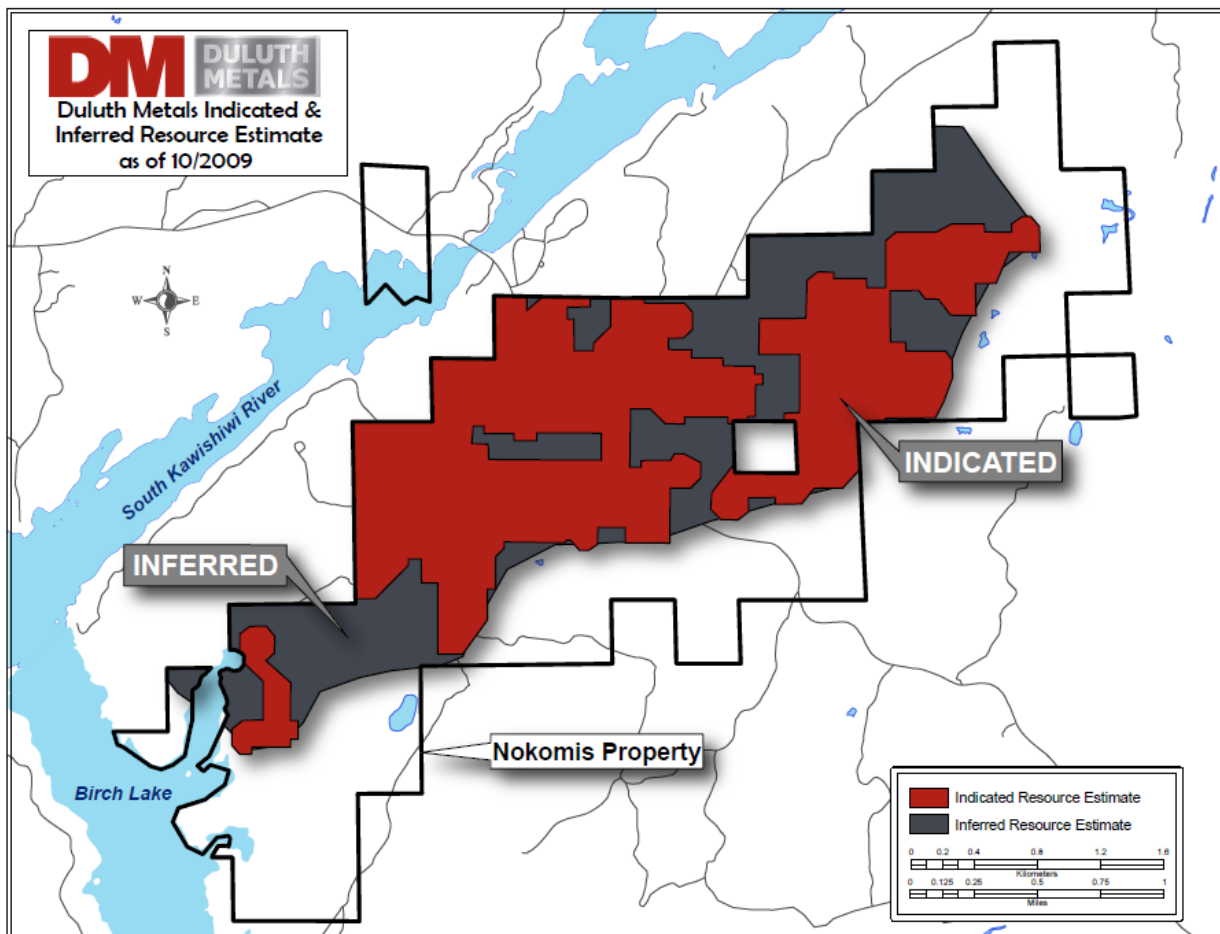 DM DULUTH
METALS
Duluth Metals Indicated &
Inferred Resource Estimate
as of 10/2009
N
W E
S
South Kawishiwi River
INDICATED
INFERRED
Nokomis Property
Birch Lake
Indicated Resource Estimate
Inferred Resource Estimate
0 0.2 0.4 0.8 1.2 1.6
Kilometers
0 0.125 0.25 0.5 0.75 1
Miles